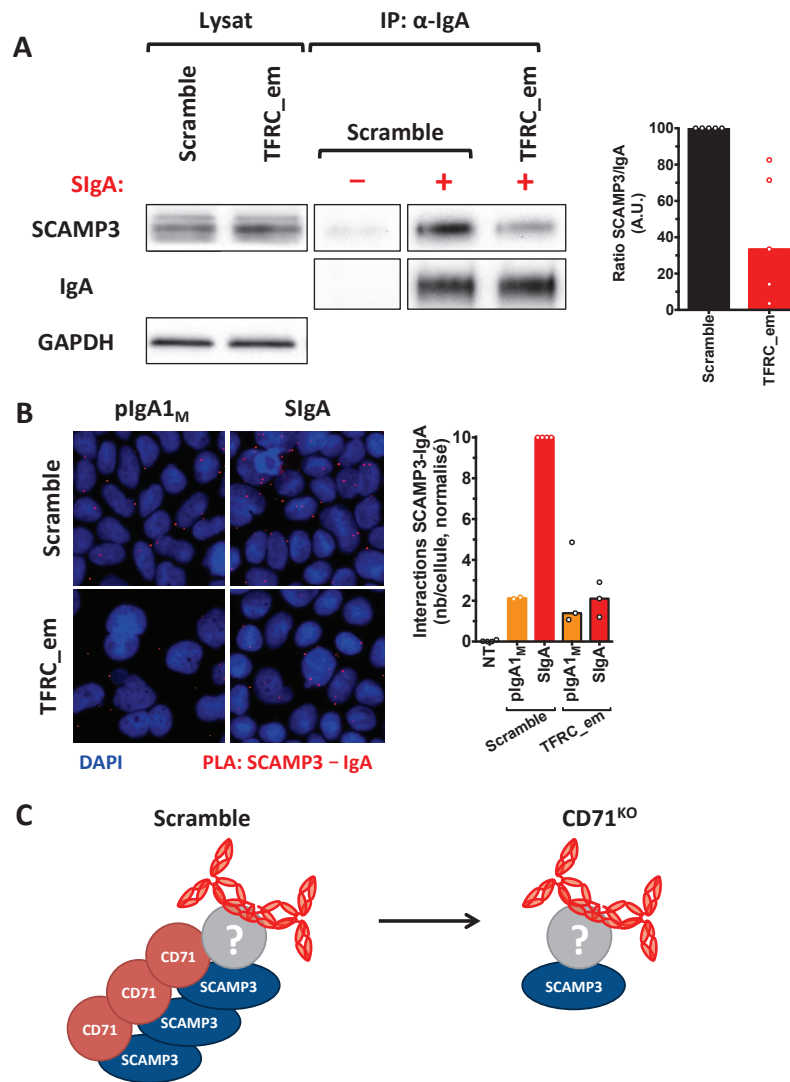 A
Lysat
IP: α-IgA
Scramble
TFRC_em
Scramble
TFRC_em
SIgA:
−
+
+
SCAMP3
IgA
GAPDH
Ratio SCAMP3/IgA
(A.U.)
100
80
60
40
20
0
Scramble
TFRC_em
B
pIgA1M
SIgA
Scramble
TFRC_em
DAPI
PLA: SCAMP3 – IgA
Interactions SCAMP3-IgA
(nb/cellule, normalisé)
10
8
6
4
2
0
NT
pIgA1M
SIgA
pIgA1M
SIgA
Scramble
TFRC_em
C
Scramble
CD71KO
?
CD71
CD71
CD71
SCAMP3
SCAMP3
SCAMP3
?
SCAMP3